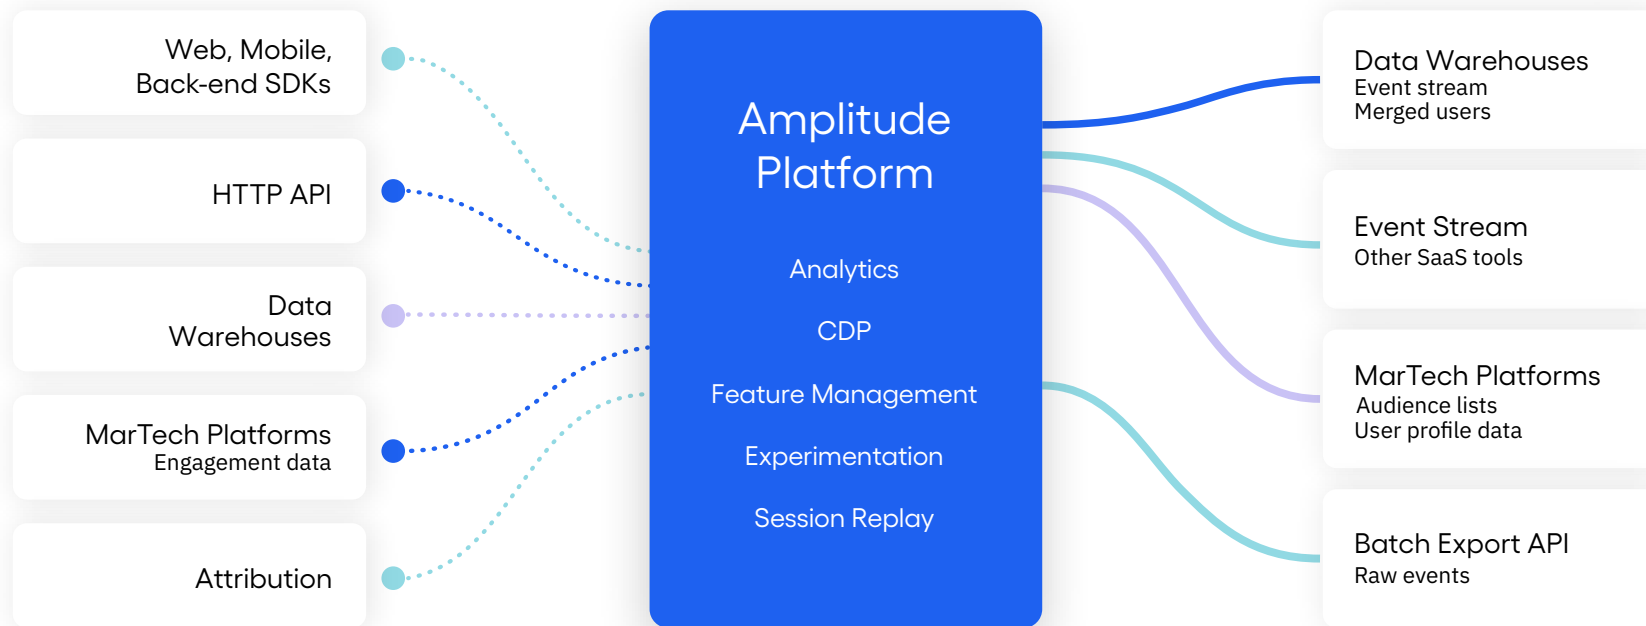 Web, Mobile,
Back-end SDKs
HTTP API
Data
Warehouses
MarTech Platforms
Engagement data
Attribution
Amplitude
Platform
Analytics
CDP
Feature Management
Experimentation
Session Replay
Data Warehouses
Event stream
Merged users
Event Stream
Other SaaS tools
MarTech Platforms
Audience lists
User profile data
Batch Export API
Raw events